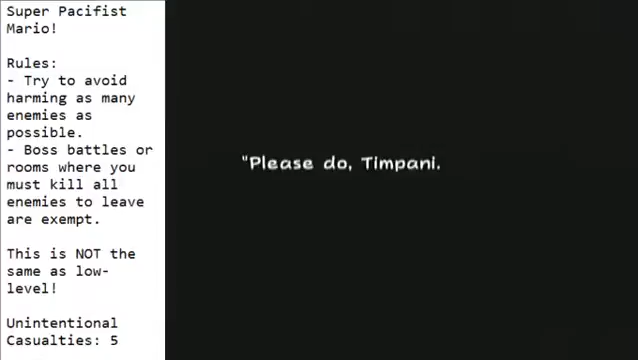 Super Pacifist
Mario!
Rules:
- Try to avoid
harming as many
enemies as
possible.
- Boss battles or
rooms where you
must kill all
enemies to leave
are exempt.
This is NOT the
same as low-
level!
Unintentional
Casualties: 5
"Please do, Timpani.